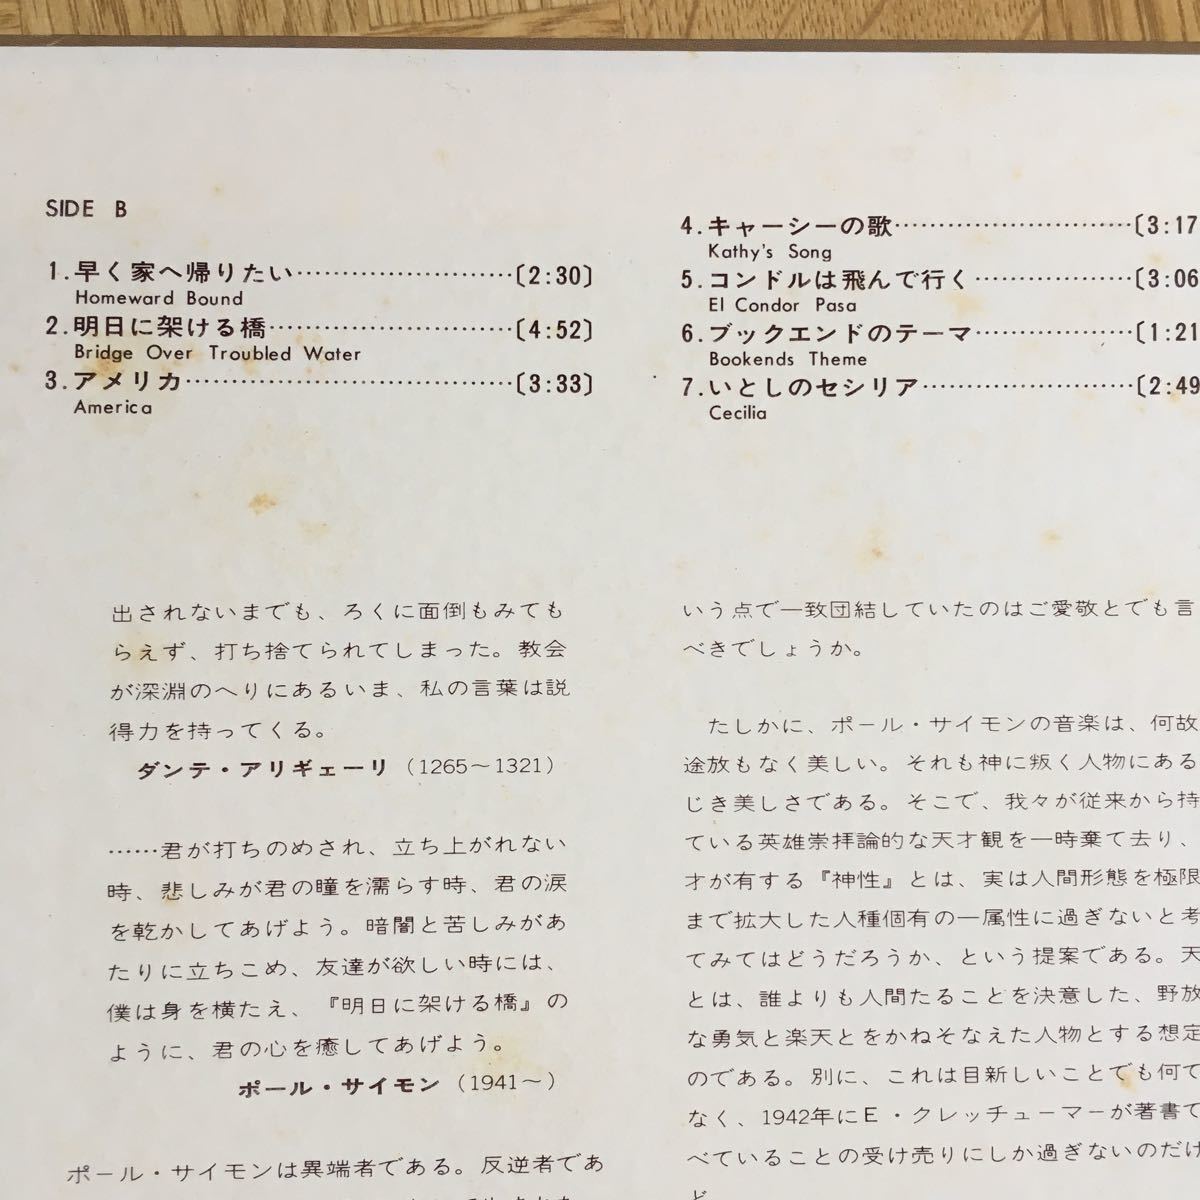 SIDE B
1.早く家へ帰りたい……………………〔2:30〕
Homeward Bound
2.明日に架ける橋………………………〔4:52〕
Bridge Over Troubled Water
3.アメリカ………………………………〔3:33〕
America
4.キャーシーの歌………………………〔3:17
Kathy's Song
5.コンドルは飛んで行く………………〔3:06
El Condor Pasa
6.ブックエンドのテーマ………………〔1:21
Bookends Theme
7.いとしのセシリア……………………〔2:49
Cecilia
出されないまでも、ろくに面倒もみても
らえず、打ち捨てられてしまった。教会
が深淵のへりにあるいま、私の言葉は説
得力を持ってくる。
ダンテ・アリギェーリ（1265～1321）
……君が打ちのめされ、立ち上がれない
時、悲しみが君の瞳を濡らす時、君の涙
を乾かしてあげよう。暗闇と苦しみがあ
たりに立ちこめ、友達が欲しい時には、
僕は身を横たえ、『明日に架ける橋』の
ように、君の心を癒してあげよう。
ポール・サイモン（1941～）
ポール・サイモンは異端者である。反逆者であ
いう点で一致団結していたのはご愛敬とでも言
べきでしょうか。
たしかに、ポール・サイモンの音楽は、何故
途放もなく美しい。それも神に叛く人物にある
じき美しさである。そこで、我々が従来から持
ている英雄崇拝論的な天才観を一時棄て去り、
才が有する『神性』とは、実は人間形態を極限
まで拡大した人種個有の一属性に過ぎないと考
てみてはどうだろうか、という提案である。天
とは、誰よりも人間たることを決意した、野放
な勇気と楽天とをかねそなえた人物とする想定
のである。別に、これは目新しいことでも何で
なく、1942年にE・クレッチューマーが著書で
べていることの受け売りにしか過ぎないのだけ
ど